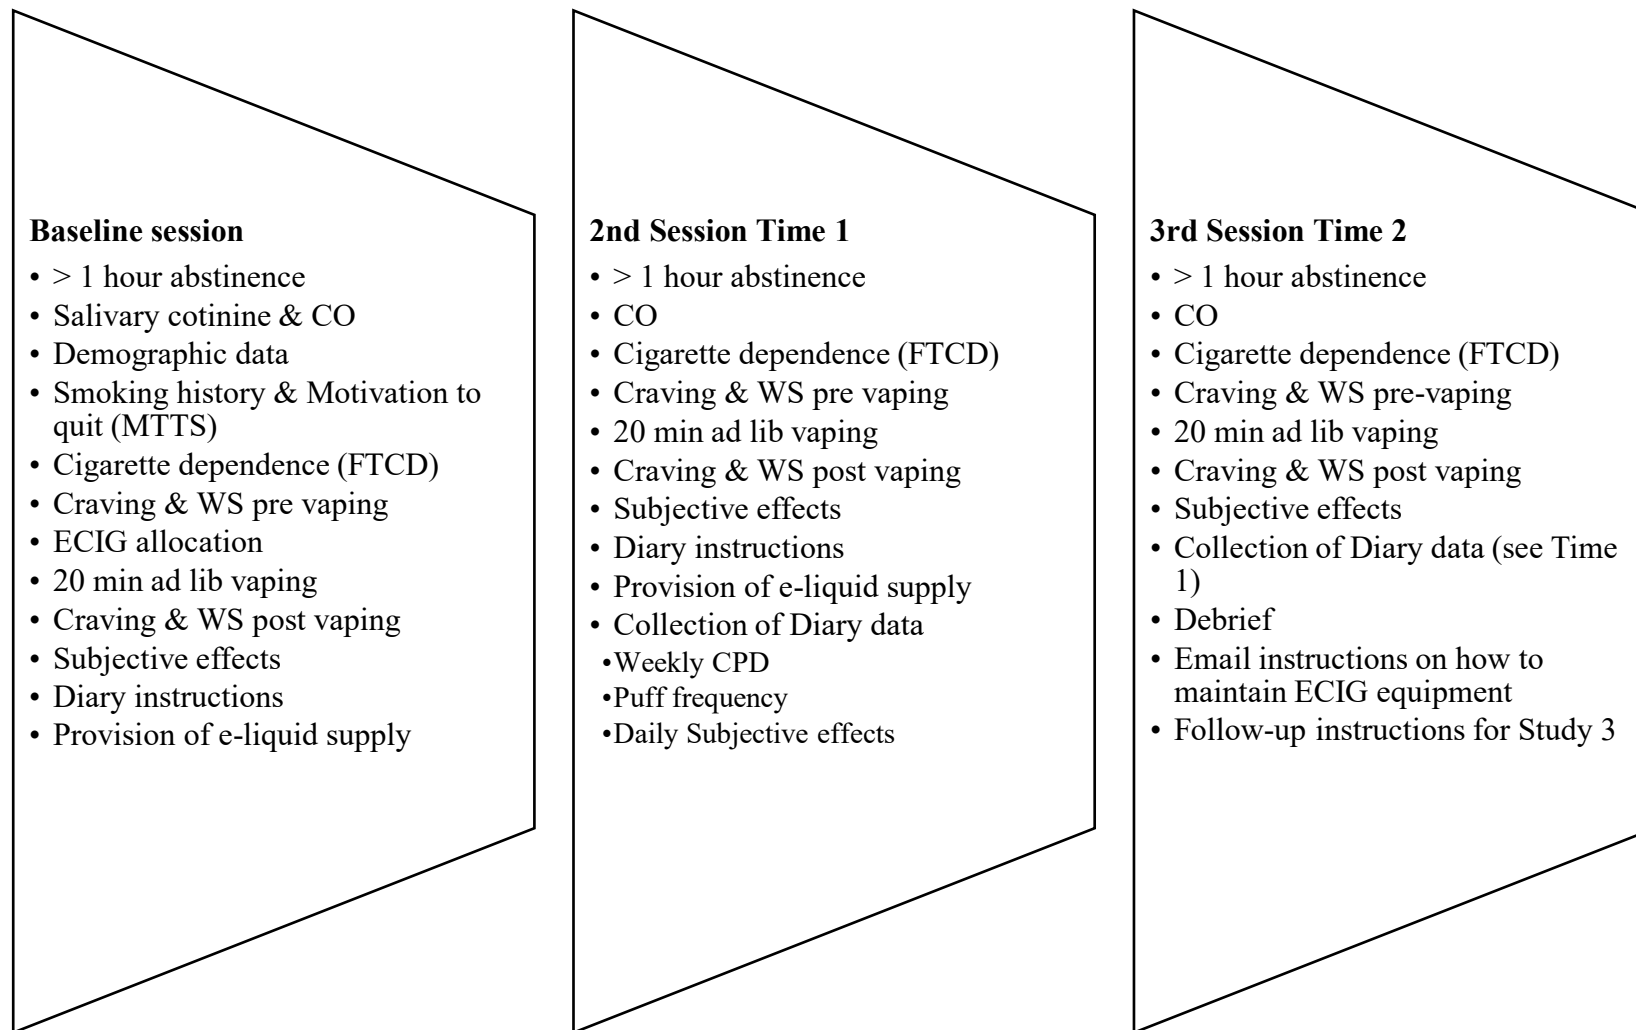 Baseline session
• > 1 hour abstinence
• Salivary cotinine & CO
• Demographic data
• Smoking history & Motivation to
quit (MTTS)
• Cigarette dependence (FTCD)
• Craving & WS pre vaping
• ECIG allocation
• 20 min ad lib vaping
• Craving & WS post vaping
• Subjective effects
• Diary instructions
• Provision of e-liquid supply
2nd Session Time 1
• > 1 hour abstinence
• CO
• Cigarette dependence (FTCD)
• Craving & WS pre vaping
• 20 min ad lib vaping
• Craving & WS post vaping
• Subjective effects
• Diary instructions
• Provision of e-liquid supply
• Collection of Diary data
•Weekly CPD
•Puff frequency
•Daily Subjective effects
3rd Session Time 2
• > 1 hour abstinence
• CO
• Cigarette dependence (FTCD)
• Craving & WS pre-vaping
• 20 min ad lib vaping
• Craving & WS post vaping
• Subjective effects
• Collection of Diary data (see Time
1)
• Debrief
• Email instructions on how to
maintain ECIG equipment
• Follow-up instructions for Study 3